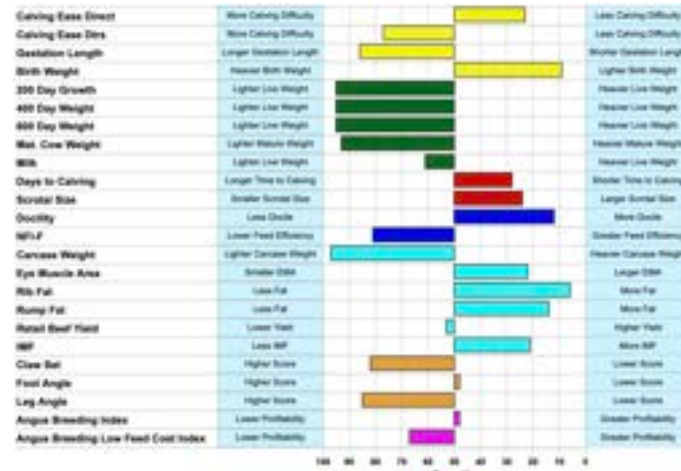 Calving Ease Direct More Calving Difficulty Less Calving Difficulty
Calving Ease Dtrs More Calving Difficulty Less Calving Difficulty
Gestation Length Longer Gestation Length Shorter Gestation Length
Birth Weight Heavier Birth Weight Lighter Birth Weight
200 Day Growth Lighter Live Weight Heavier Live Weight
400 Day Weight Lighter Live Weight Heavier Live Weight
600 Day Weight Lighter Live Weight Heavier Live Weight
Mat. Cow Weight Lighter Mature Weight Heavier Mature Weight
Milk Lighter Live Weight Heavier Live Weight
Days to Calving Longer Time to Calving Shorter Time to Calving
Scrotal Size Smaller Scrotal Size Larger Scrotal Size
Docility Less Docile More Docile
NFI-F Lower Feed Efficiency Greater Feed Efficiency
Carcase Weight Lighter Carcase Weight Heavier Carcase Weight
Eye Muscle Area Smaller EMA Larger EMA
Rib Fat Less Fat More Fat
Rump Fat Less Fat More Fat
Retail Beef Yield Lower Yield Higher Yield
IMF Less IMF More IMF
Claw Set Higher Score Lower Score
Foot Angle Higher Score Lower Score
Leg Angle Higher Score Lower Score
Angus Breeding Index Lower Profitability Greater Profitability
Angus Breeding Low Feed Cost Index Lower Profitability Greater Profitability
100 90 80 70 60 50 40 30 20 10 0